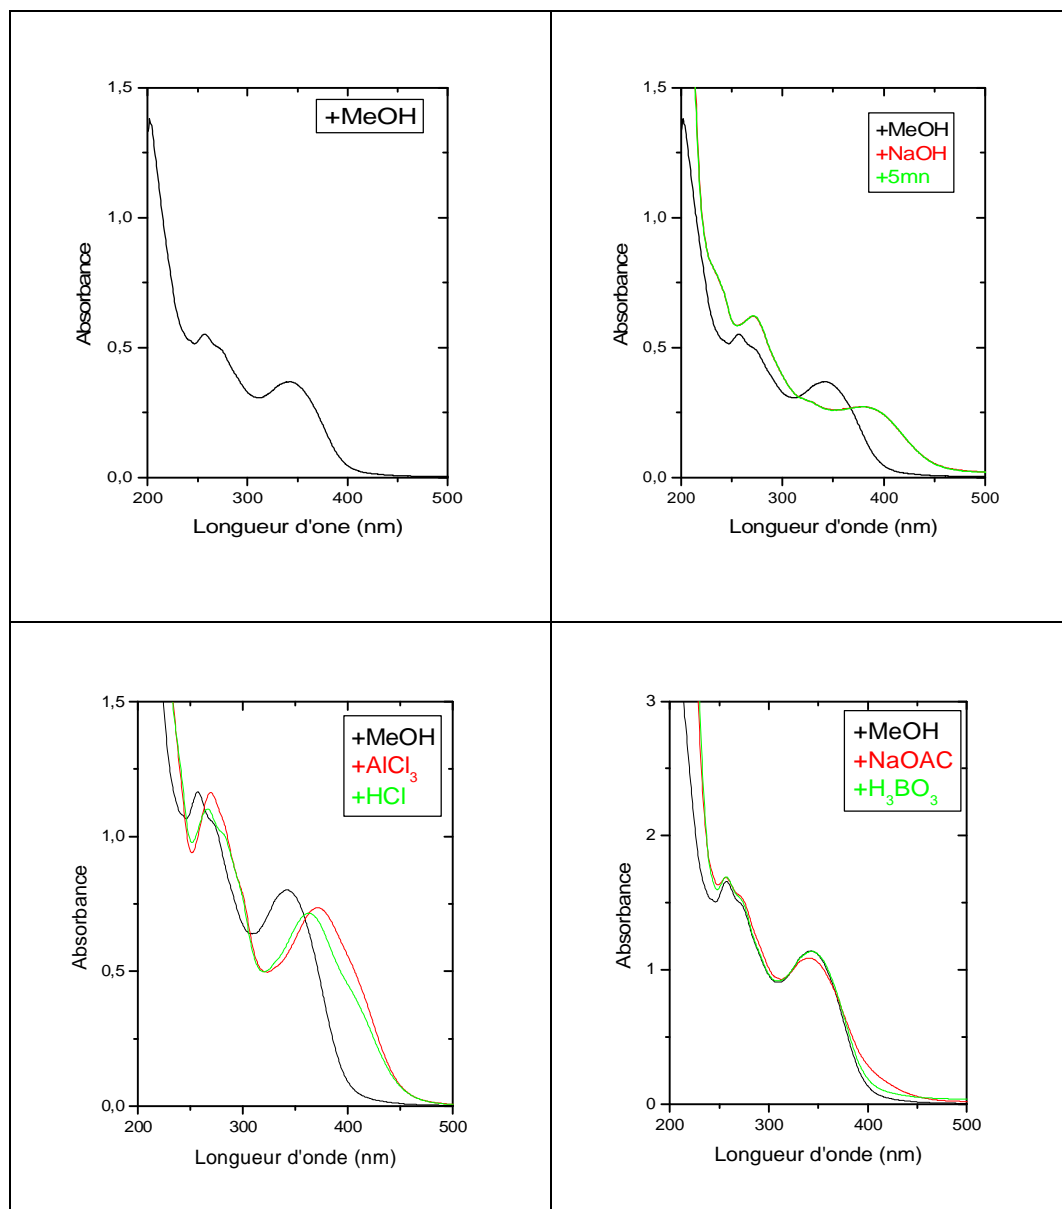 +MeOH
1,5
1,0
0,5
0,0
200 300 400 500
Absorbance
Longueur d'one (nm)
+MeOH
+NaOH
+5mn
1,5
1,0
0,5
0,0
200 300 400 500
Absorbance
Longueur d'onde (nm)
+MeOH
+AlCl3
+HCl
1,5
1,0
0,5
0,0
200 300 400 500
Absorbance
Longueur d'onde (nm)
+MeOH
+NaOAC
+H3BO3
3
2
1
0
200 300 400 500
Absorbance
Longueur d'onde (nm)